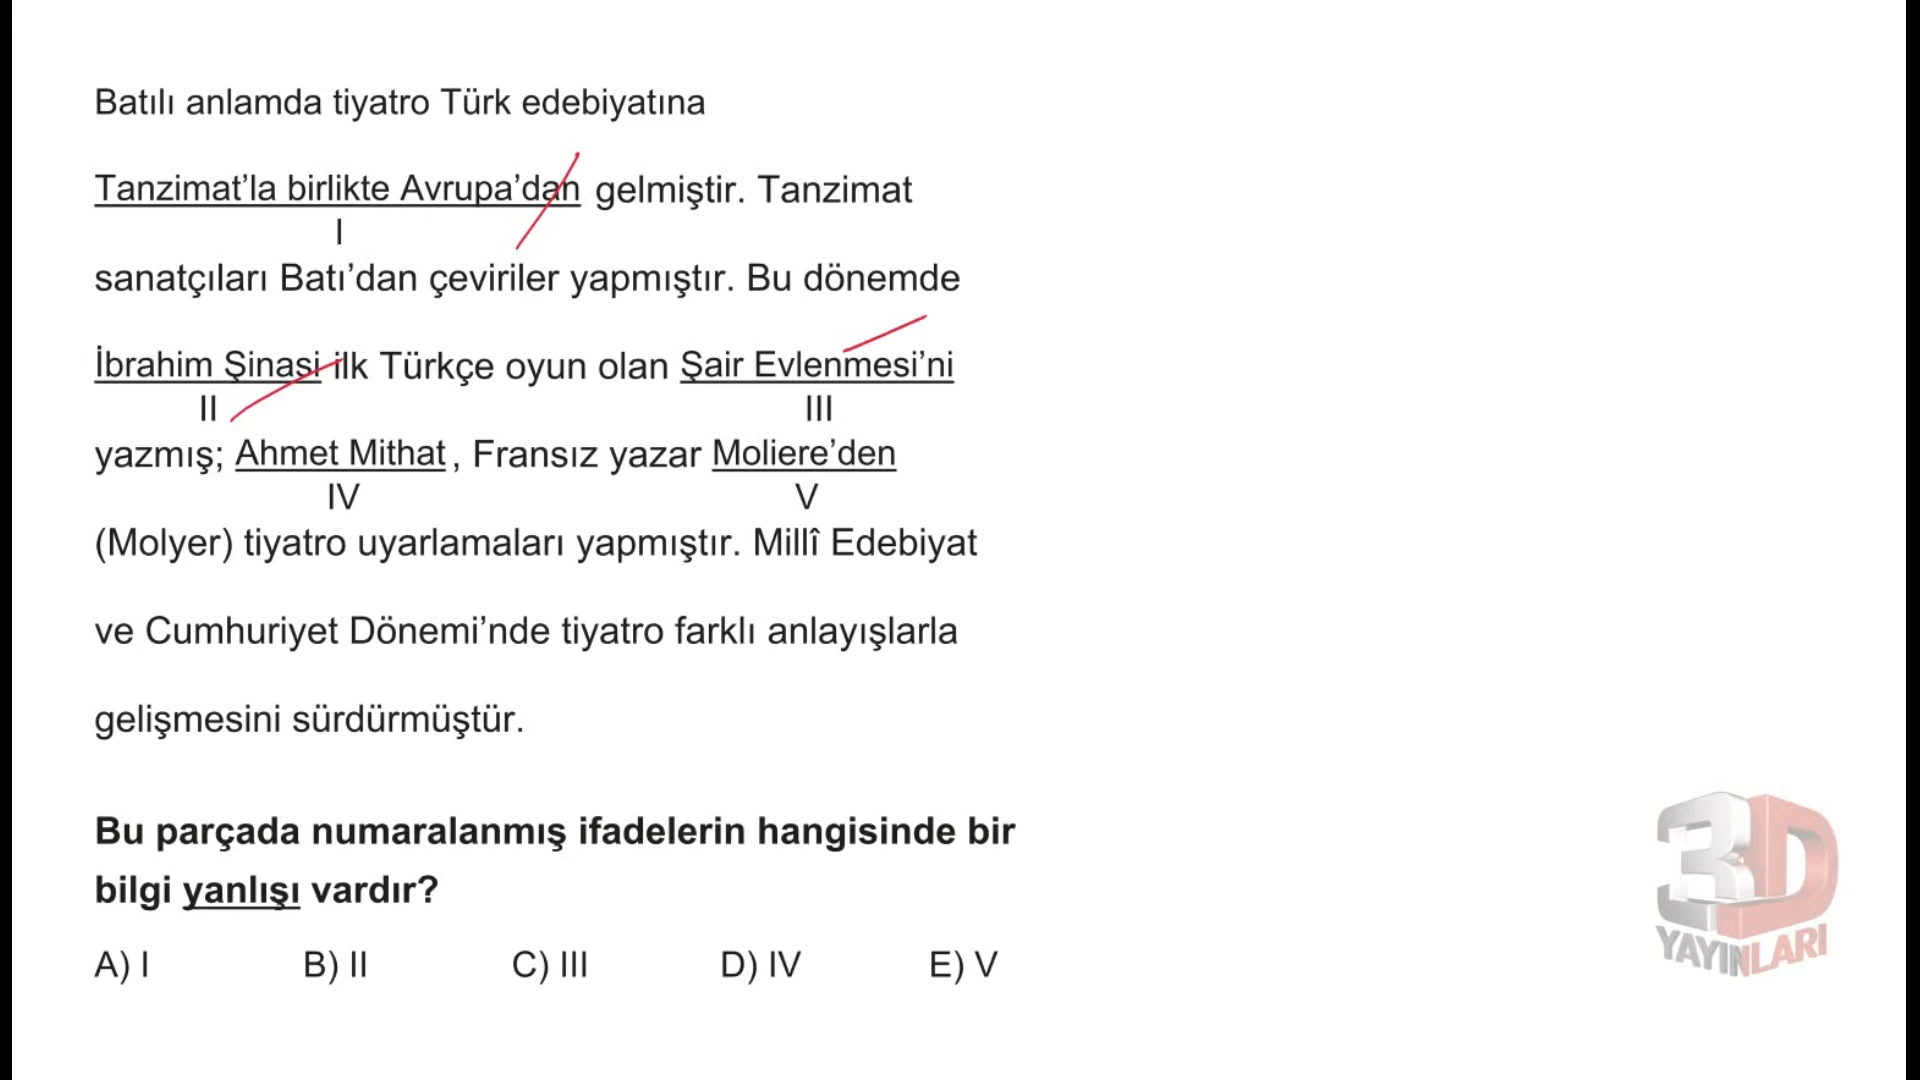 Batılı anlamda tiyatro Türk edebiyatına
Tanzimat’la birlikte Avrupa’dan gelmiştir. Tanzimat
I
sanatçıları Batı’dan çeviriler yapmıştır. Bu dönemde
İbrahim Şinasi ilk Türkçe oyun olan Şair Evlenmesi’ni
II III
yazmış; Ahmet Mithat, Fransız yazar Moliere’den
IV V
(Molyer) tiyatro uyarlamaları yapmıştır. Millî Edebiyat
ve Cumhuriyet Dönemi’nde tiyatro farklı anlayışlarla
gelişmesini sürdürmüştür.
Bu parçada numaralanmış ifadelerin hangisinde bir
bilgi yanlışı vardır?
A) I B) II C) III D) IV E) V
3D
YAYINLARI